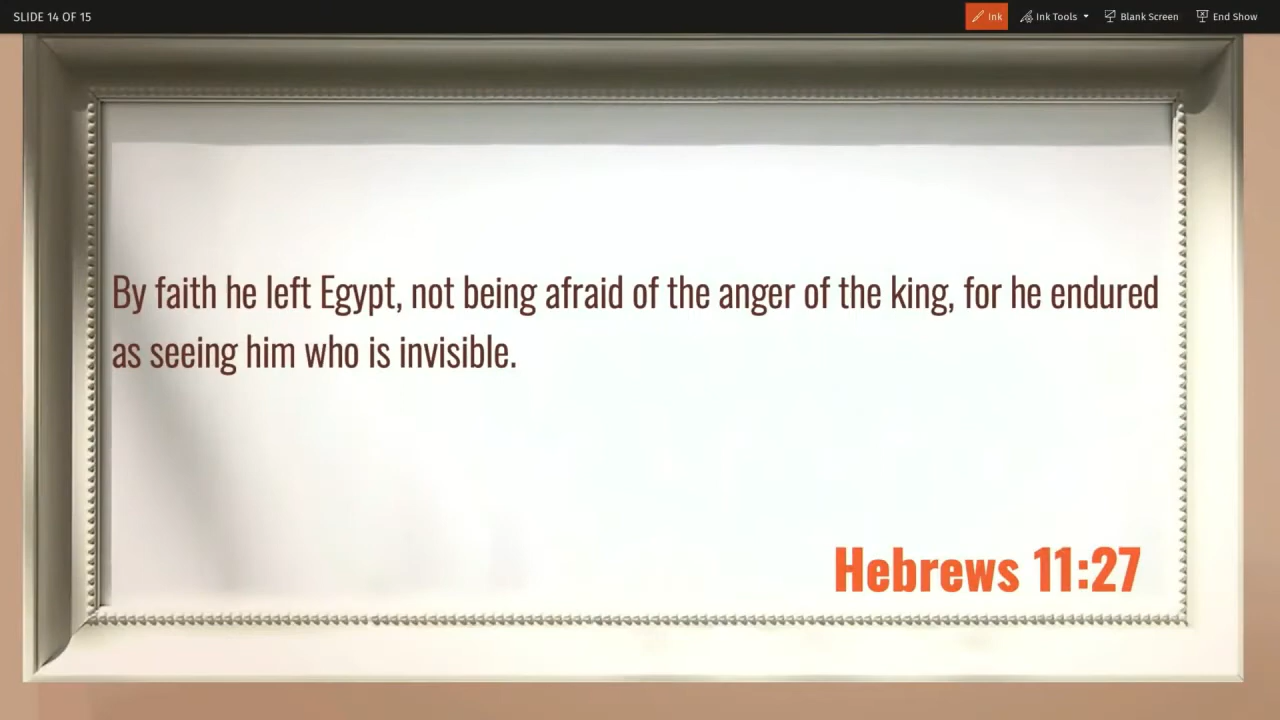 SLIDE 14 OF 15
Ink
Ink Tools
Blank Screen
End Show
By faith he left Egypt, not being afraid of the anger of the king, for he endured
as seeing him who is invisible.
Hebrews 11:27